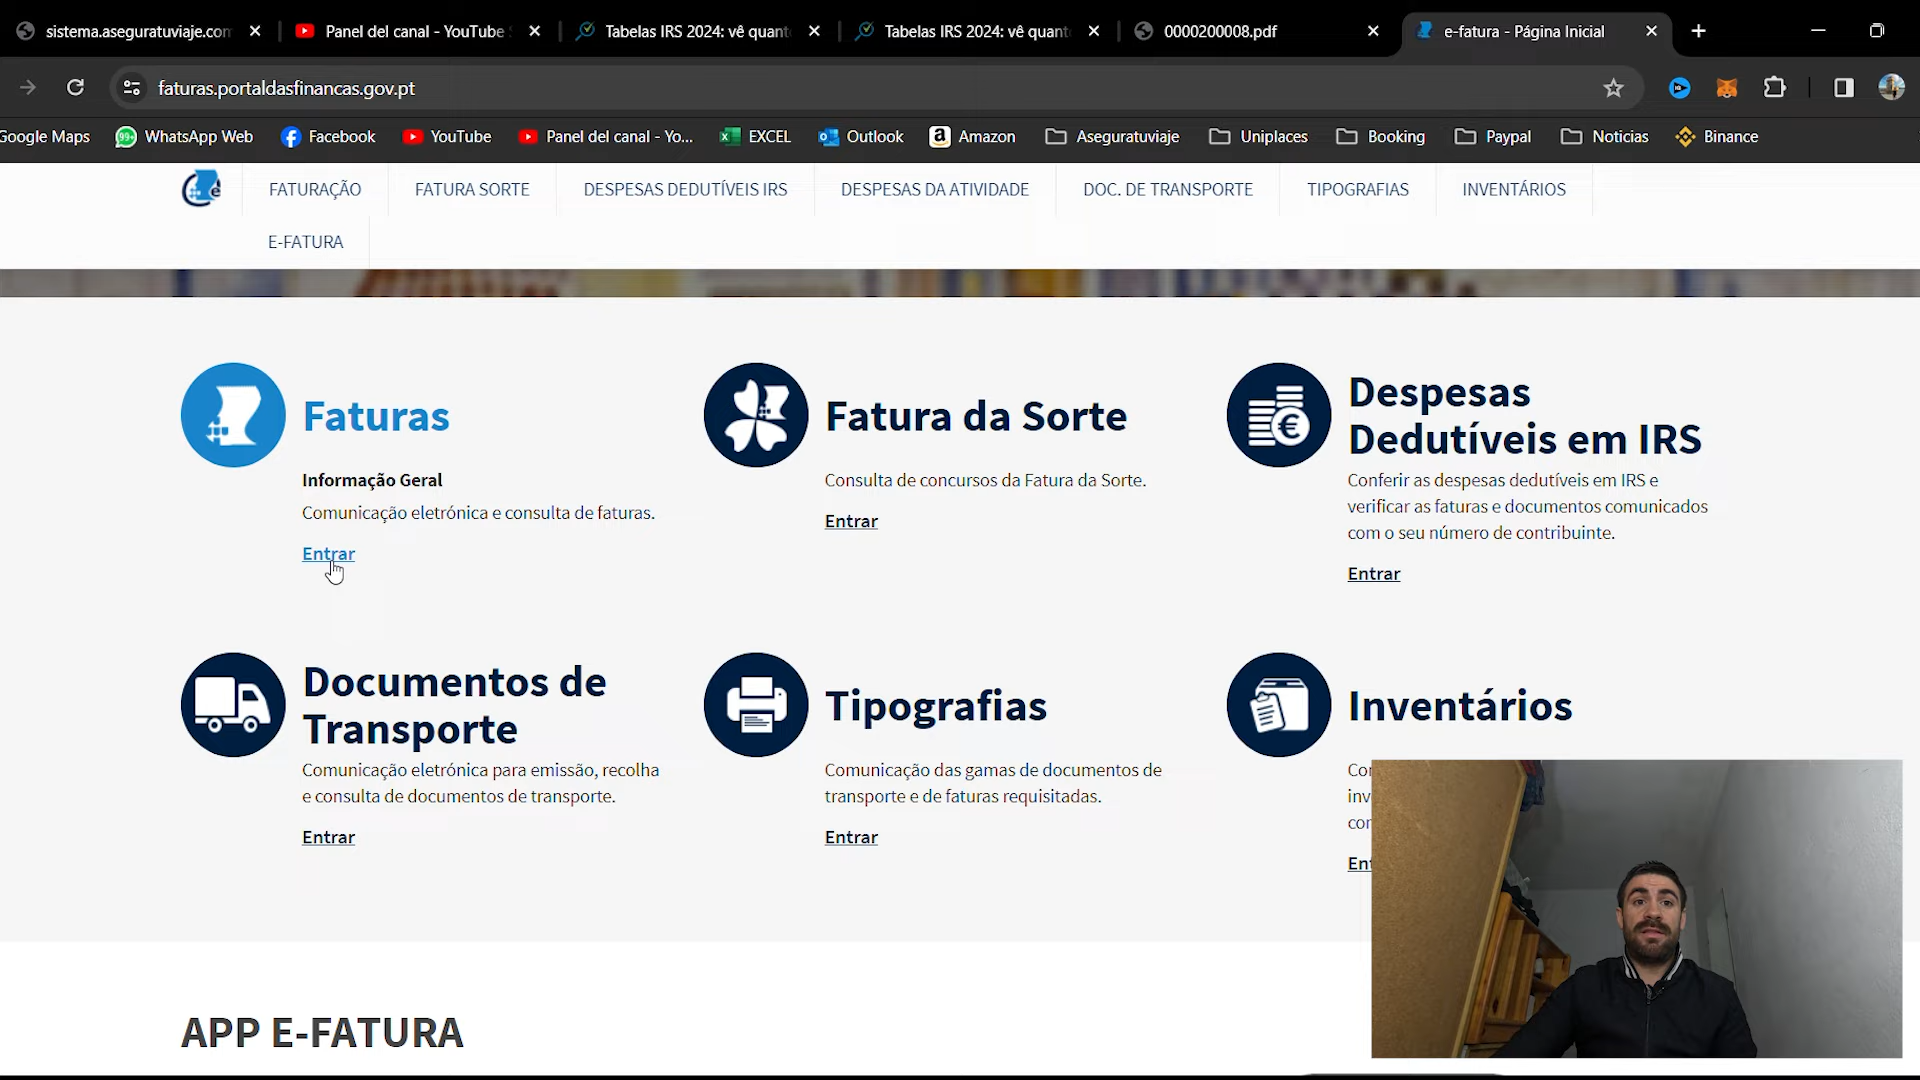 sistema.aseguratuviaje.com
Panel del canal - YouTube
Tabelas IRS 2024: vê quant
Tabelas IRS 2024: vê quant
0000200008.pdf
e-fatura - Página Inicial
faturas.portaldasfinancas.gov.pt
Google Maps
99+
WhatsApp Web
Facebook
YouTube
Panel del canal - Yo...
EXCEL
Outlook
Amazon
Aseguratuviaje
Uniplaces
Booking
Paypal
Noticias
Binance
FATURAÇÃO
FATURA SORTE
DESPESAS DEDUTÍVEIS IRS
DESPESAS DA ATIVIDADE
DOC. DE TRANSPORTE
TIPOGRAFIAS
INVENTÁRIOS
E-FATURA
Faturas
Informação Geral
Comunicação eletrónica e consulta de faturas.
Entrar
Fatura da Sorte
Consulta de concursos da Fatura da Sorte.
Entrar
Despesas
Dedutíveis em IRS
Conferir as despesas dedutíveis em IRS e
verificar as faturas e documentos comunicados
com o seu número de contribuinte.
Entrar
Documentos de
Transporte
Comunicação eletrónica para emissão, recolha
e consulta de documentos de transporte.
Entrar
Tipografias
Comunicação das gamas de documentos de
transporte e de faturas requisitadas.
Entrar
Inventários
APP E-FATURA